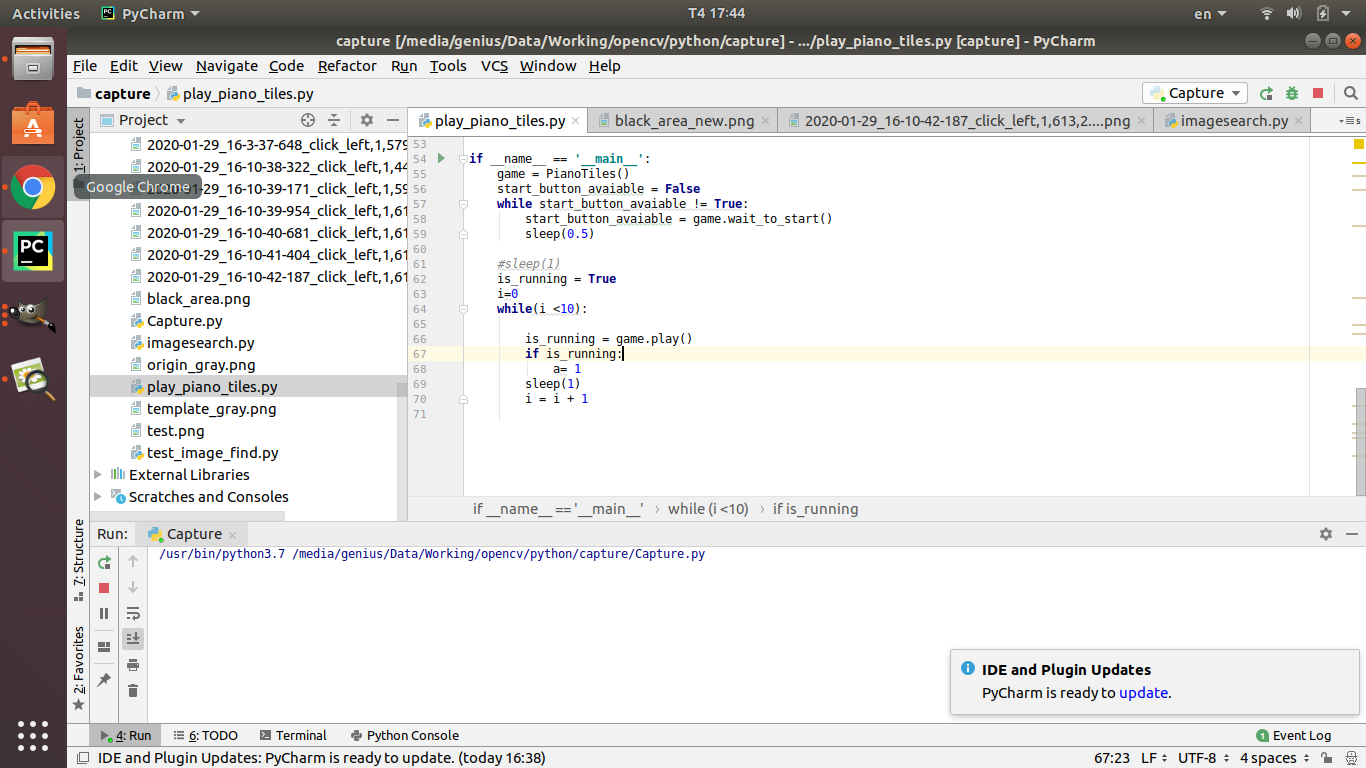 Activities PyCharm T4 17:44 en
capture [/media/genius/Data/Working/opencv/python/capture] - .../play_piano_tiles.py [capture] - PyCharm
File Edit View Navigate Code Refactor Run Tools VCS Window Help
capture play_piano_tiles.py Capture
1: Project
Project
play_piano_tiles.py black_area_new.png 2020-01-29_16-10-42-187_click_left,1,613,2....png imagesearch.py 5
2020-01-29_16-3-37-648_click_left,1,579
2020-01-29_16-10-38-322_click_left,1,44
Google Chrome
-29_16-10-39-171_click_left,1,59
2020-01-29_16-10-39-954_click_left,1,61
2020-01-29_16-10-40-681_click_left,1,61
2020-01-29_16-10-41-404_click_left,1,61
2020-01-29_16-10-42-187_click_left,1,61
black_area.png
Capture.py
imagesearch.py
origin_gray.png
play_piano_tiles.py
template_gray.png
test.png
test_image_find.py
External Libraries
Scratches and Consoles
53
54 if __name__ == '__main__':
55 game = PianoTiles()
56 start_button_avaiable = False
57 while start_button_avaiable != True:
58 start_button_avaiable = game.wait_to_start()
59 sleep(0.5)
60
61 #sleep(1)
62 is_running = True
63 i=0
64 while(i <10):
65
66 is_running = game.play()
67 if is_running:
68 a= 1
69 sleep(1)
70 i = i + 1
71
if __name__ == '__main__' › while (i <10) › if is_running
Run: Capture
/usr/bin/python3.7 /media/genius/Data/Working/opencv/python/capture/Capture.py
7: Structure
2: Favorites
PC
IDE and Plugin Updates
PyCharm is ready to update.
4: Run 6: TODO Terminal Python Console 1 Event Log
IDE and Plugin Updates: PyCharm is ready to update. (today 16:38) 67:23 LF UTF-8 4 spaces